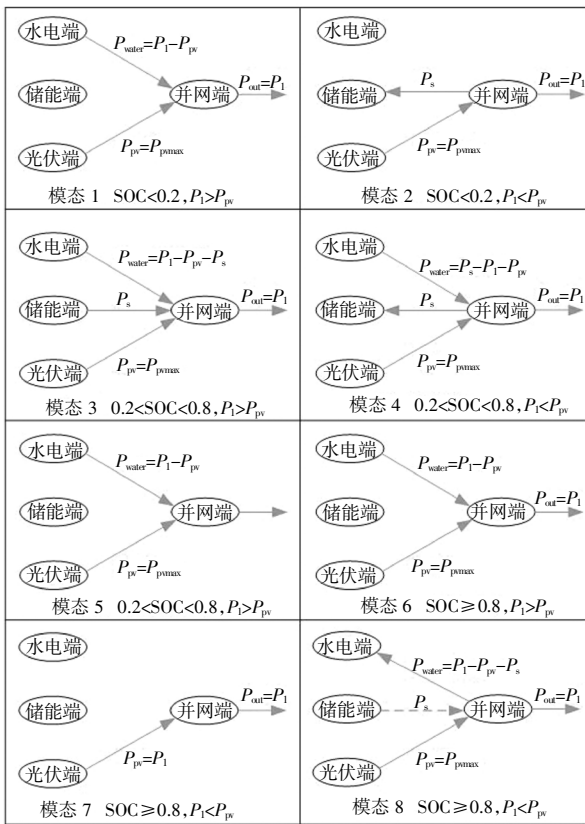 水电端
P_water=P_1-P_pv
储能端
并网端
P_out=P_1
光伏端
P_pv=P_pvmax
模态 1 SOC<0.2,P_1>P_pv
水电端
储能端
P_s
并网端
P_out=P_1
光伏端
P_pv=P_pvmax
模态 2 SOC<0.2,P_1<P_pv
水电端
P_water=P_1-P_pv-P_s
储能端
P_s
并网端
P_out=P_1
光伏端
P_pv=P_pvmax
模态 3 0.2<SOC<0.8,P_1>P_pv
水电端
P_water=P_s-P_1-P_pv
储能端
P_s
并网端
P_out=P_1
光伏端
P_pv=P_pvmax
模态 4 0.2<SOC<0.8,P_1<P_pv
水电端
P_water=P_1-P_pv
储能端
并网端
光伏端
P_pv=P_pvmax
模态 5 0.2<SOC<0.8,P_1>P_pv
水电端
P_water=P_1-P_pv
储能端
并网端
P_out=P_1
光伏端
P_pv=P_pvmax
模态 6 SOC≥0.8,P_1>P_pv
水电端
储能端
并网端
P_out=P_1
光伏端
P_pv=P_1
模态 7 SOC≥0.8,P_1<P_pv
水电端
P_water=P_1-P_pv-P_s
储能端
P_s
并网端
P_out=P_1
光伏端
P_pv=P_pvmax
模态 8 SOC≥0.8,P_1<P_pv